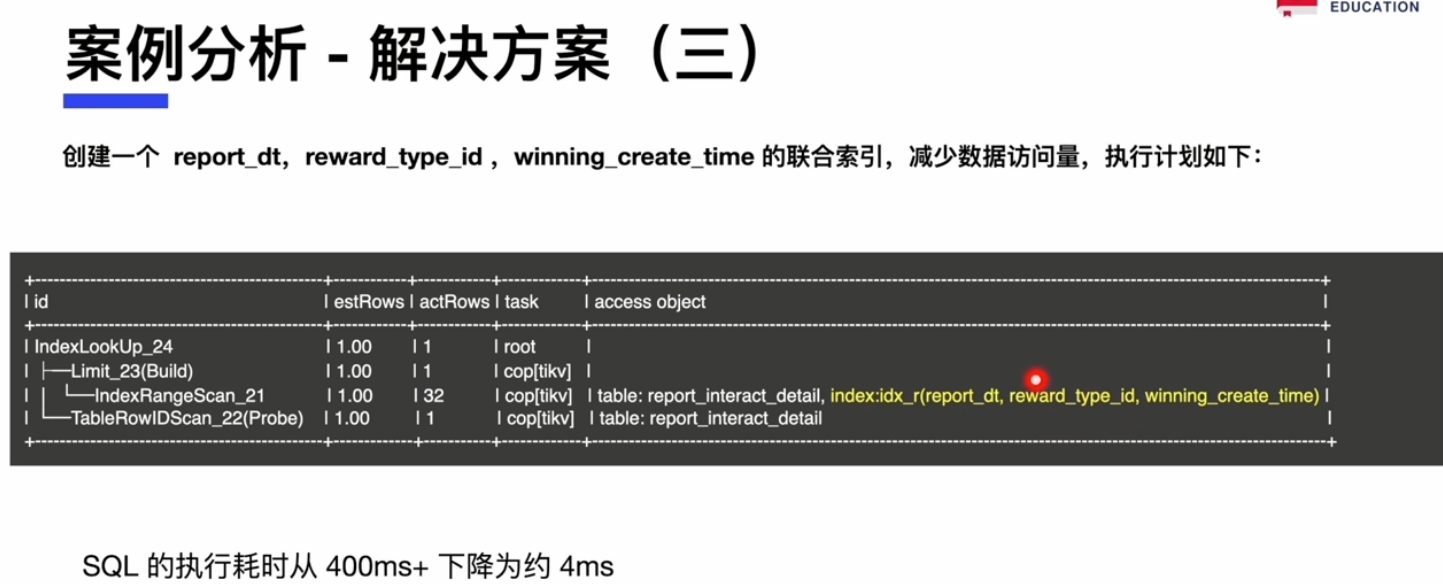 EDUCATION
案例分析 - 解决方案（三）
创建一个 report_dt，reward_type_id ，winning_create_time 的联合索引，减少数据访问量，执行计划如下：
+---------------------------------------+-----------+-----------+-----------+------------------------------------------------------------+
| id | estRows | actRows | task | access object |
+---------------------------------------+-----------+-----------+-----------+------------------------------------------------------------+
| IndexLookUp_24 | 1.00 | 1 | root | |
| ├──Limit_23(Build) | 1.00 | 1 | cop[tikv] | |
| │ └──IndexRangeScan_21 | 1.00 | 32 | cop[tikv] | table: report_interact_detail, index:idx_r(report_dt, reward_type_id, winning_create_time) |
| └──TableRowIDScan_22(Probe) | 1.00 | 1 | cop[tikv] | table: report_interact_detail
+---------------------------------------+-----------+-----------+-----------+------------------------------------------------------------+
SQL 的执行耗时从 400ms+ 下降为约 4ms